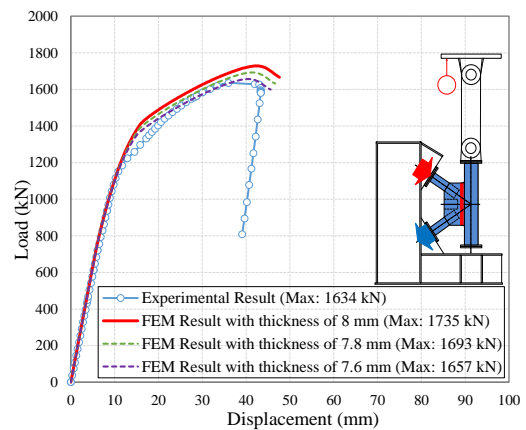 2000
1800
1600
1400
1200
1000
800
600
400
200
0
Load (kN)
Experimental Result (Max: 1634 kN)
FEM Result with thickness of 8 mm (Max: 1735 kN)
FEM Result with thickness of 7.8 mm (Max: 1693 kN)
FEM Result with thickness of 7.6 mm (Max: 1657 kN)
0 10 20 30 40 50 60 70 80 90 100
Displacement (mm)